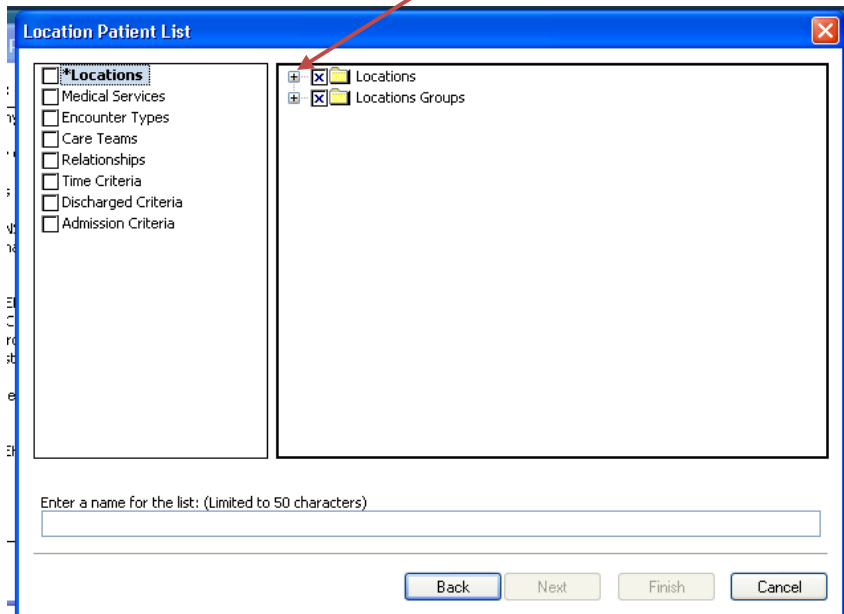 Location Patient List
*Locations
Medical Services
Encounter Types
Care Teams
Relationships
Time Criteria
Discharged Criteria
Admission Criteria
Locations
Locations Groups
Enter a name for the list: (Limited to 50 characters)
Back
Next
Finish
Cancel